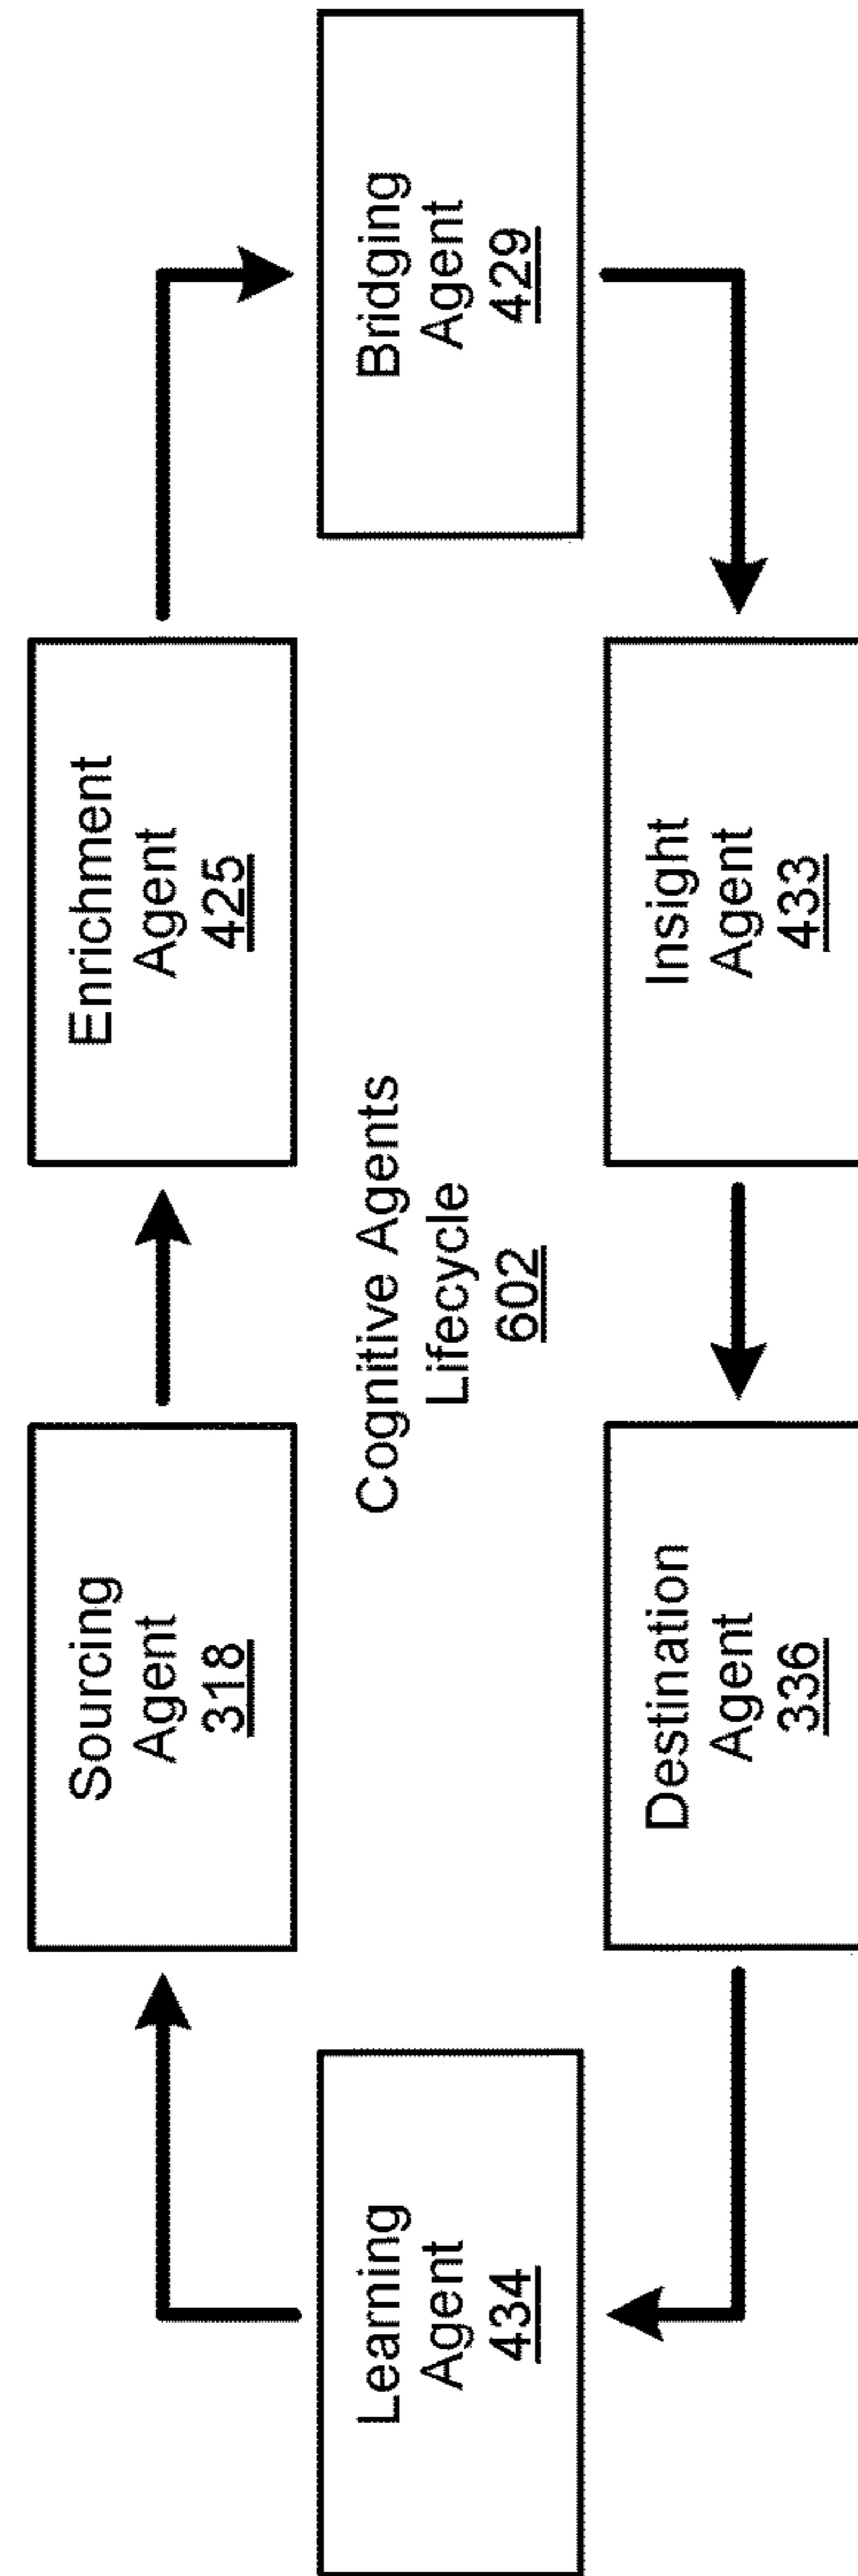 Sourcing
Agent
318
Enrichment
Agent
425
Learning
Agent
434
Cognitive Agents
Lifecycle
602
Bridging
Agent
429
Destination
Agent
336
Insight
Agent
433